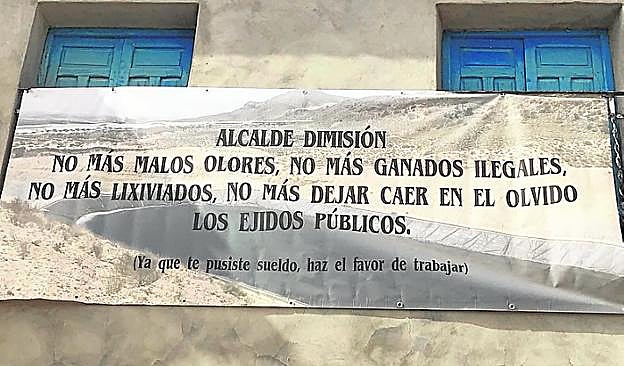 ALCALDE DIMISIÓN
NO MÁS MALOS OLORES, NO MÁS GANADOS ILEGALES,
NO MÁS LIXIVIADOS, NO MÁS DEJAR CAER EN EL OLVIDO
LOS EJIDOS PÚBLICOS.
(Ya que te pusiste sueldo, haz el favor de trabajar)